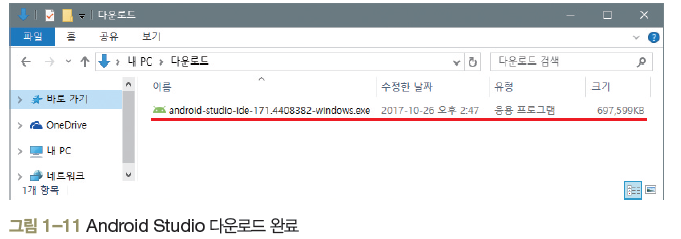 다운로드
파일 홈 공유 보기
내 PC > 다운로드 다운로드 검색
이름 수정한 날짜 유형 크기
바로 가기 android-studio-ide-171.4408382-windows.exe 2017-10-26 오후 2:47 응용 프로그램 697,599KB
OneDrive
내 PC
네트워크
1개 항목
그림 1-11 Android Studio 다운로드 완료